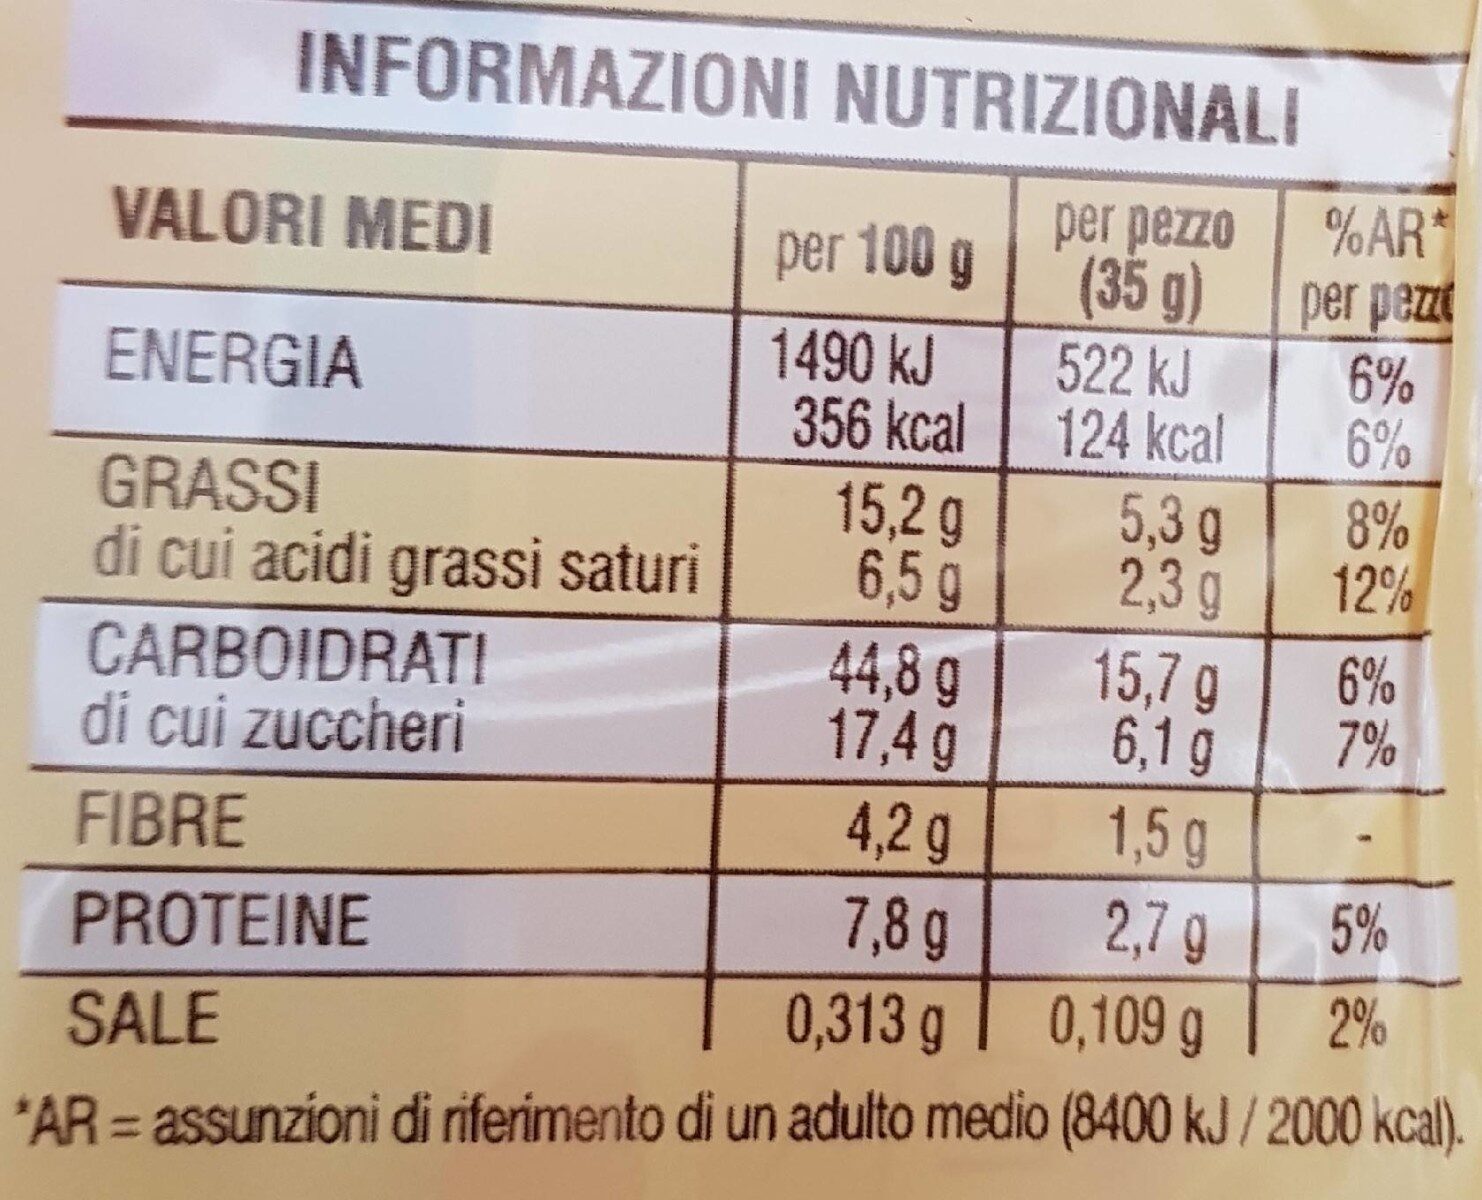 INFORMAZIONI NUTRIZIONALI
VALORI MEDI per 100 g per pezzo (35 g) %AR* per pezzo
ENERGIA 1490 kJ 522 kJ 6%
356 kcal 124 kcal 6%
GRASSI 15,2 g 5,3 g 8%
di cui acidi grassi saturi 6,5 g 2,3 g 12%
CARBOIDRATI 44,8 g 15,7 g 6%
di cui zuccheri 17,4 g 6,1 g 7%
FIBRE 4,2 g 1,5 g -
PROTEINE 7,8 g 2,7 g 5%
SALE 0,313 g 0,109 g 2%
*AR = assunzioni di riferimento di un adulto medio (8400 kJ / 2000 kcal).